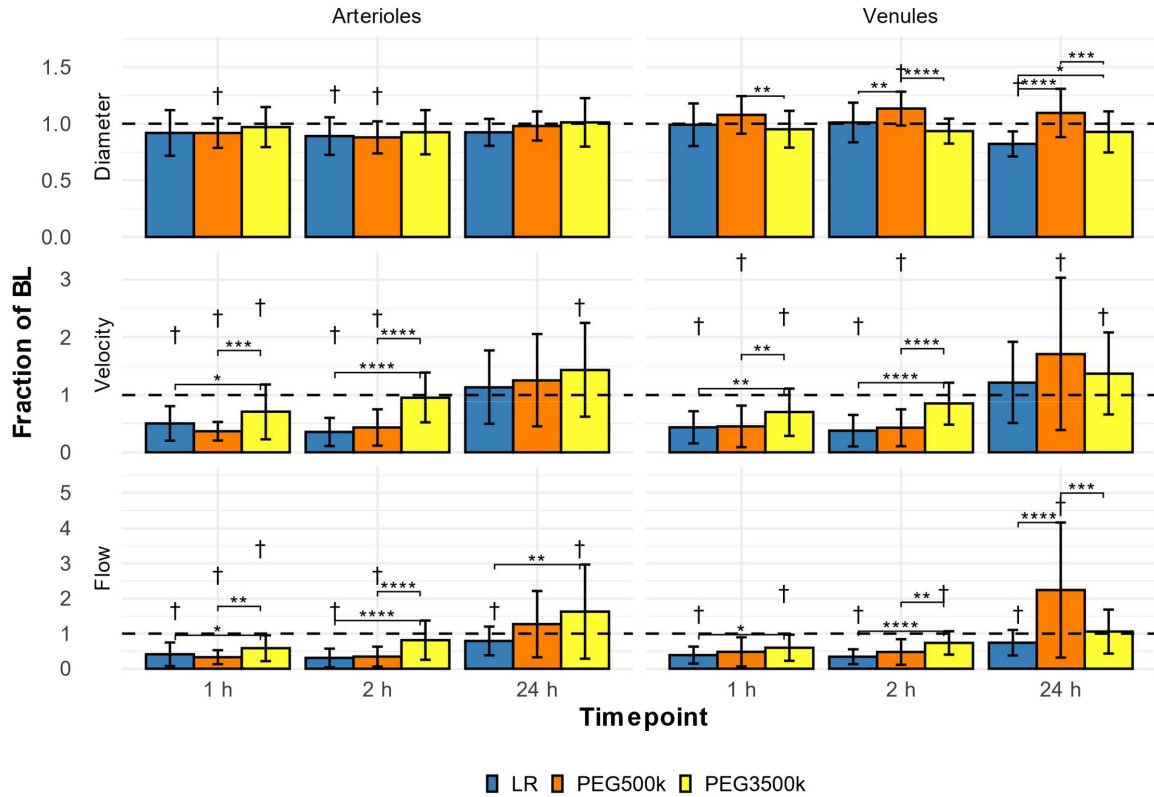 Arterioles Venules
Fraction of BL
Diameter
1.5
1.0
0.5
0.0
† † † † †
** ** **** **** * ***
Velocity
3
2
1
0
† † † † † † † † † † † † †
* *** **** **** ** ** **** ****
Flow
5
4
3
2
1
0
† † † † † † † † † † † † †
* ** **** **** ** * **** ** **** ***
1 h 2 h 24 h 1 h 2 h 24 h
Timepoint
LR PEG500k PEG3500k